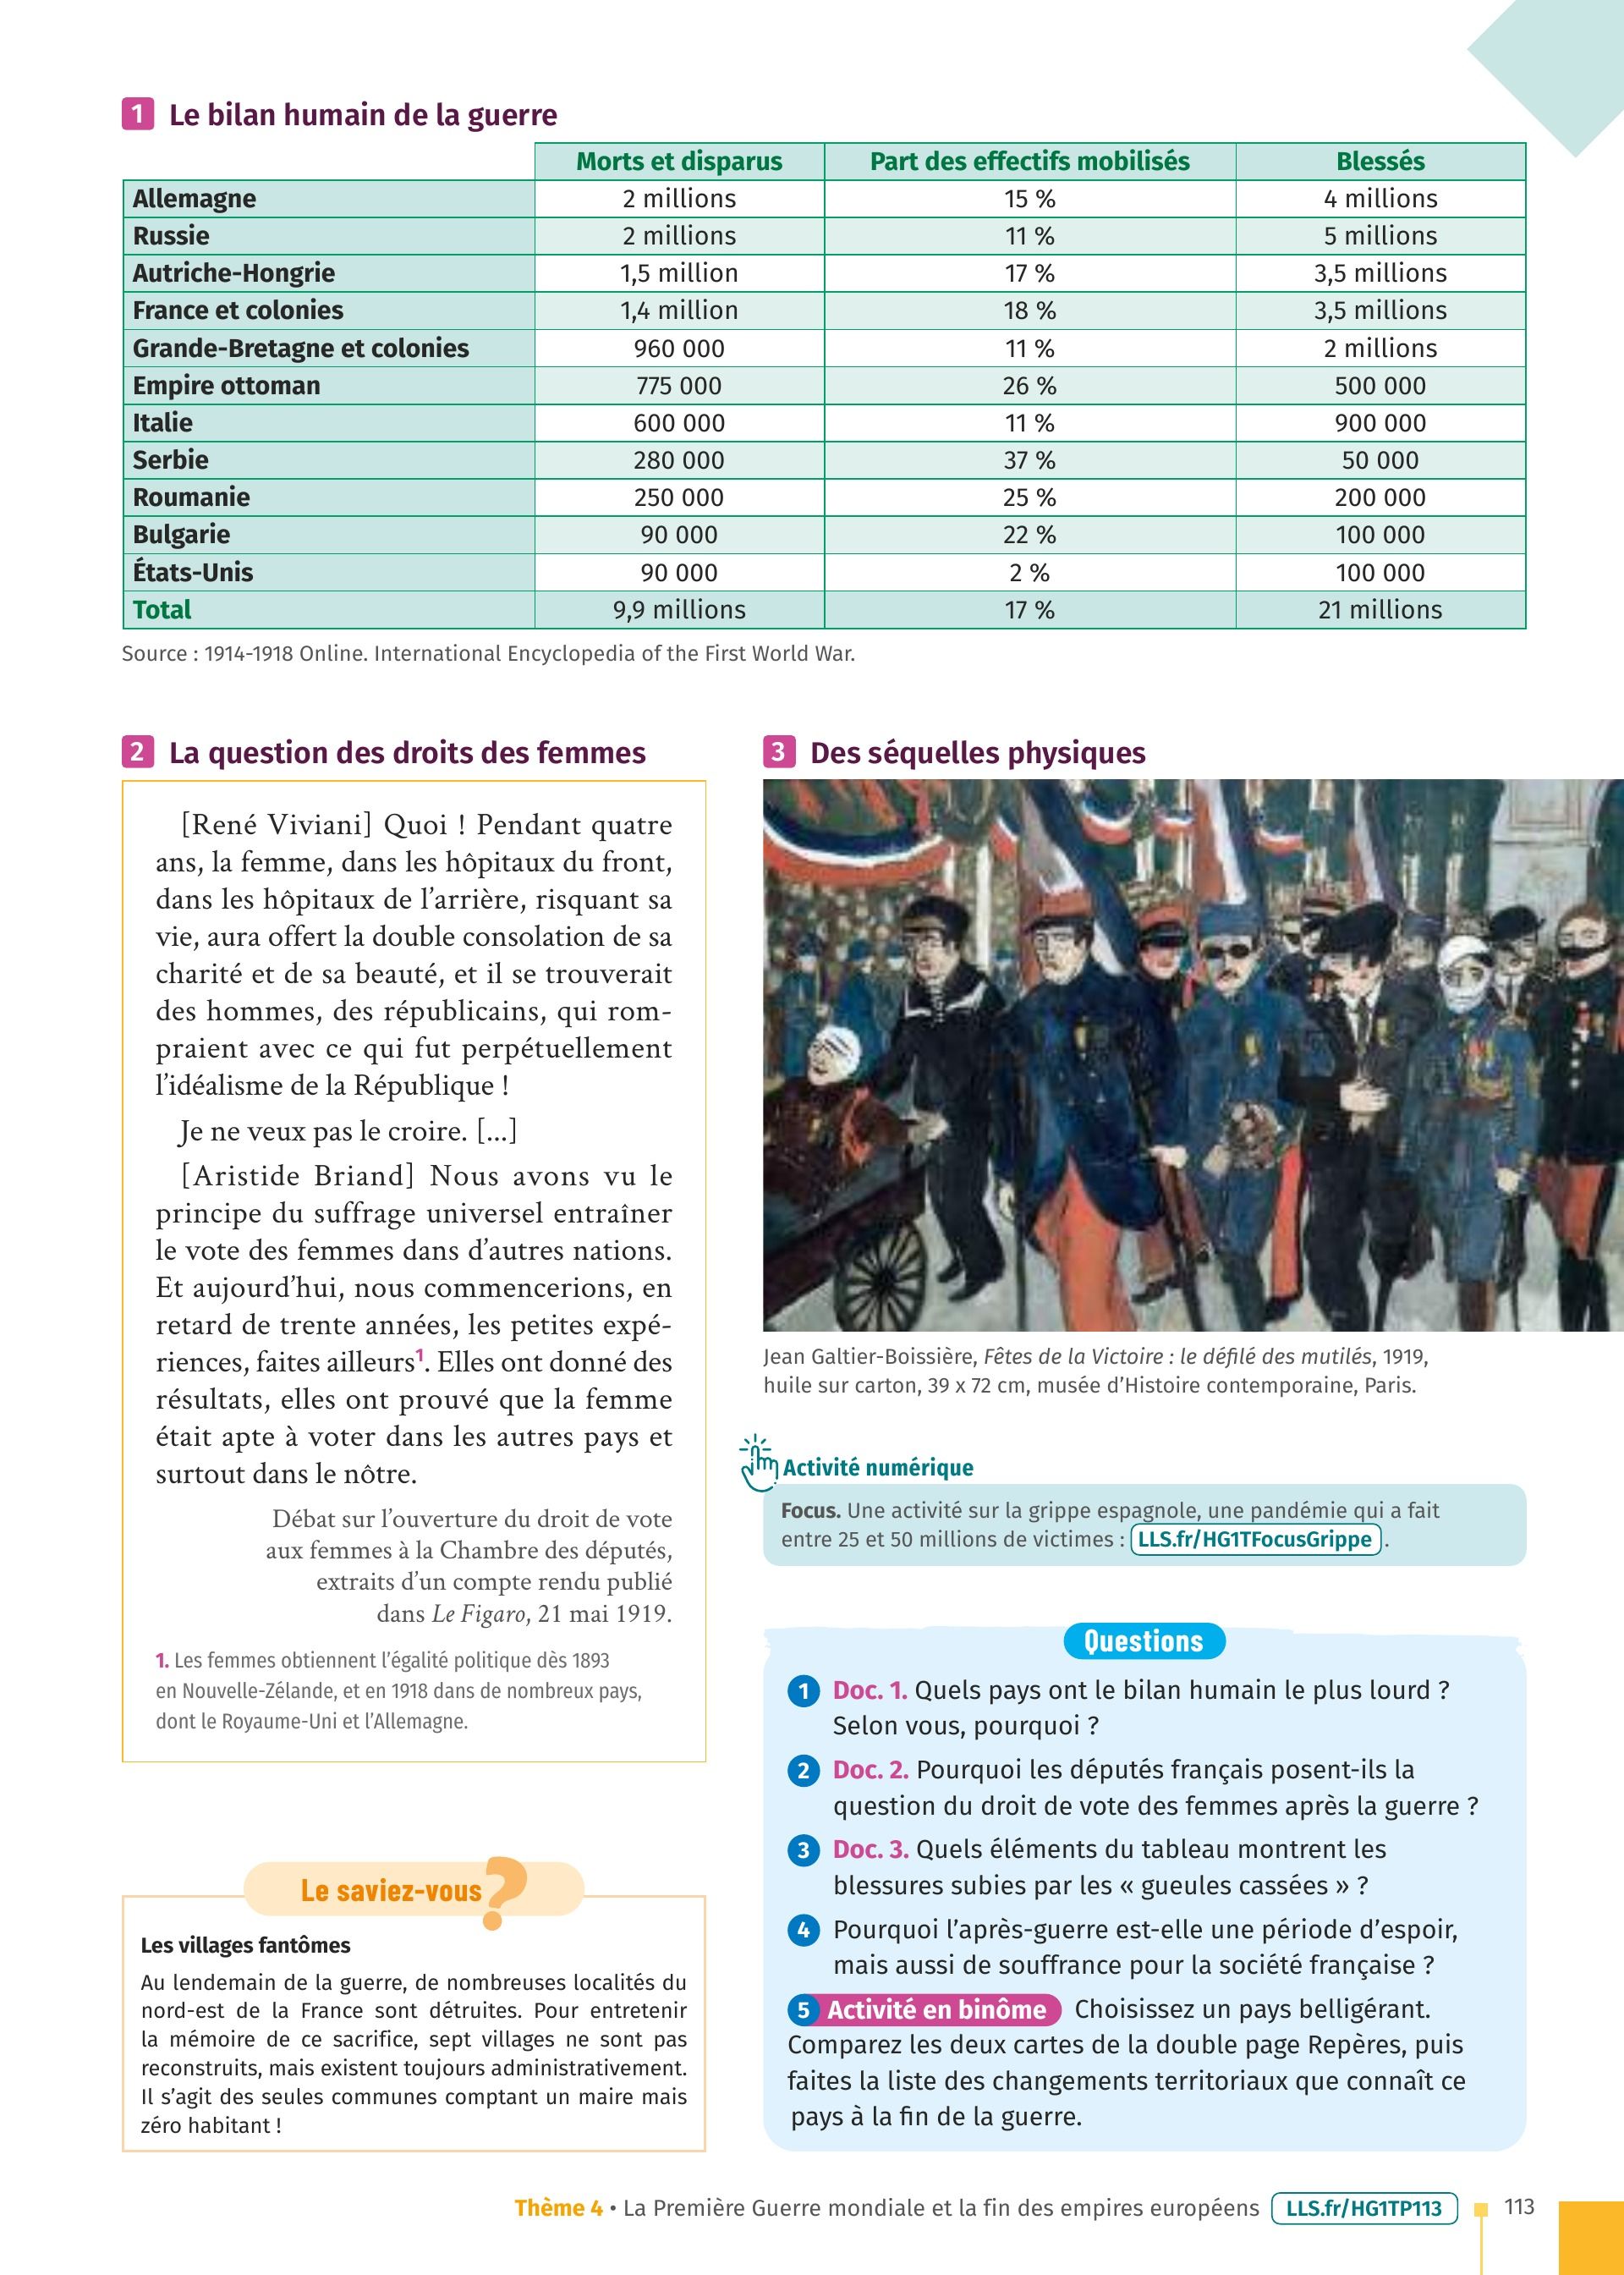 1 Le bilan humain de la guerre
Morts et disparus Part des effectifs mobilisés Blessés
Allemagne 2 millions 15 % 4 millions
Russie 2 millions 11 % 5 millions
Autriche-Hongrie 1,5 million 17 % 3,5 millions
France et colonies 1,4 million 18 % 3,5 millions
Grande-Bretagne et colonies 960 000 11 % 2 millions
Empire ottoman 775 000 26 % 500 000
Italie 600 000 11 % 900 000
Serbie 280 000 37 % 50 000
Roumanie 250 000 25 % 200 000
Bulgarie 90 000 22 % 100 000
États-Unis 90 000 2 % 100 000
Total 9,9 millions 17 % 21 millions
Source : 1914-1918 Online. International Encyclopedia of the First World War.
2 La question des droits des femmes
[René Viviani] Quoi ! Pendant quatre
ans, la femme, dans les hôpitaux du front,
dans les hôpitaux de l'arrière, risquant sa
vie, aura offert la double consolation de sa
charité et de sa beauté, et il se trouverait
des hommes, des républicains, qui rom-
praient avec ce qui fut perpétuellement
l'idéalisme de la République !
Je ne veux pas le croire. [...]
[Aristide Briand] Nous avons vu le
principe du suffrage universel entraîner
le vote des femmes dans d'autres nations.
Et aujourd'hui, nous commencerions, en
retard de trente années, les petites expé-
riences, faites ailleurs1. Elles ont donné des
résultats, elles ont prouvé que la femme
était apte à voter dans les autres pays et
surtout dans le nôtre.
Débat sur l'ouverture du droit de vote
aux femmes à la Chambre des députés,
extraits d'un compte rendu publié
dans Le Figaro, 21 mai 1919.
1. Les femmes obtiennent l'égalité politique dès 1893
en Nouvelle-Zélande, et en 1918 dans de nombreux pays,
dont le Royaume-Uni et l'Allemagne.
Le saviez-vous ?
Les villages fantômes
Au lendemain de la guerre, de nombreuses localités du
nord-est de la France sont détruites. Pour entretenir
la mémoire de ce sacrifice, sept villages ne sont pas
reconstruits, mais existent toujours administrativement.
Il s'agit des seules communes comptant un maire mais
zéro habitant !
3 Des séquelles physiques
Jean Galtier-Boissière, Fêtes de la Victoire : le défilé des mutilés, 1919,
huile sur carton, 39 x 72 cm, musée d'Histoire contemporaine, Paris.
Activité numérique
Focus. Une activité sur la grippe espagnole, une pandémie qui a fait
entre 25 et 50 millions de victimes : LLS.fr/HG1TFocusGrippe .
Questions
1 Doc. 1. Quels pays ont le bilan humain le plus lourd ?
Selon vous, pourquoi ?
2 Doc. 2. Pourquoi les députés français posent-ils la
question du droit de vote des femmes après la guerre ?
3 Doc. 3. Quels éléments du tableau montrent les
blessures subies par les « gueules cassées » ?
4 Pourquoi l'après-guerre est-elle une période d'espoir,
mais aussi de souffrance pour la société française ?
5 Activité en binôme Choisissez un pays belligérant.
Comparez les deux cartes de la double page Repères, puis
faites la liste des changements territoriaux que connaît ce
pays à la fin de la guerre.
Thème 4 • La Première Guerre mondiale et la fin des empires européens LLS.fr/HG1TP113 113